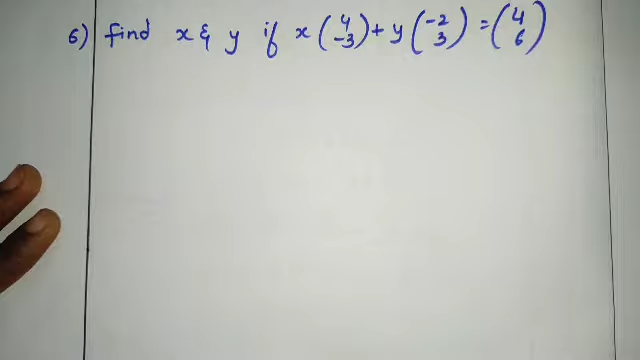 6) find x & y if x (4 -3) + y (-2 3) = (4 6)